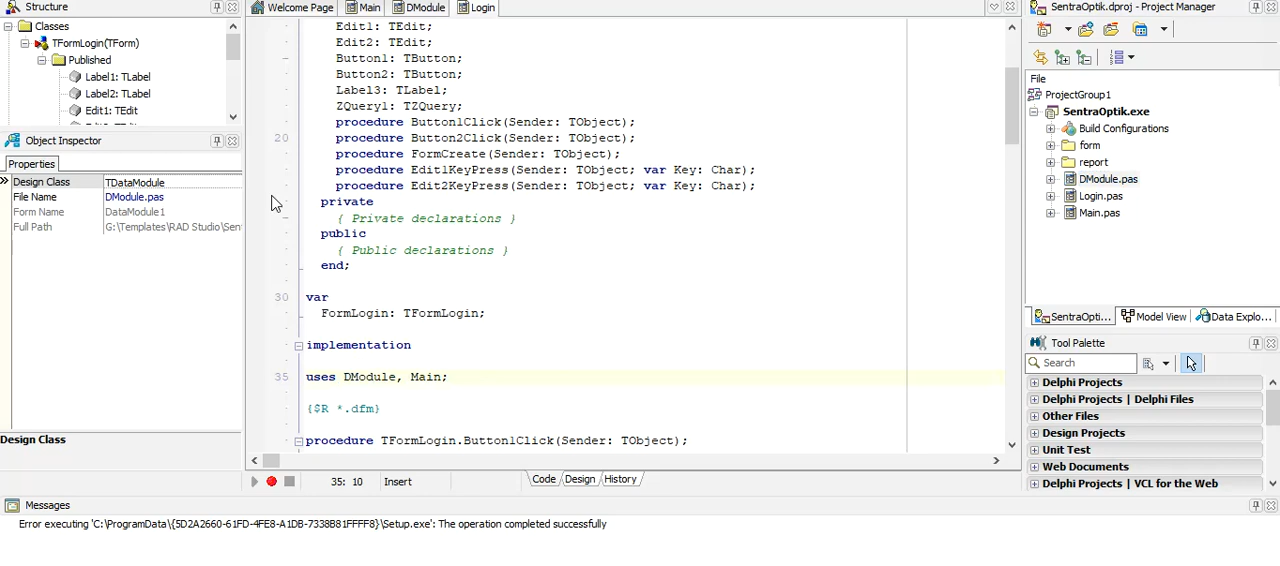 Structure
Classes
TFormLogin(TForm)
Published
Label1: TLabel
Label2: TLabel
Edit1: TEdit
Object Inspector
Properties
Design Class TDataModule
File Name DModule.pas
Form Name DataModule1
Full Path G:\Templates\RAD Studio\Sen
Design Class
Welcome Page Main DModule Login
Edit1: TEdit;
Edit2: TEdit;
Button1: TButton;
Button2: TButton;
Label3: TLabel;
ZQuery1: TZQuery;
procedure Button1Click(Sender: TObject);
20 procedure Button2Click(Sender: TObject);
procedure FormCreate(Sender: TObject);
procedure Edit1KeyPress(Sender: TObject; var Key: Char);
procedure Edit2KeyPress(Sender: TObject; var Key: Char);
private
{ Private declarations }
public
{ Public declarations }
end;
30 var
FormLogin: TFormLogin;
implementation
35 uses DModule, Main;
{$R *.dfm}
procedure TFormLogin.Button1Click(Sender: TObject);
35: 10 Insert Code Design History
SentraOptik.dproj - Project Manager
File
ProjectGroup1
SentraOptik.exe
Build Configurations
form
report
DModule.pas
Login.pas
Main.pas
SentraOpti... Model View Data Explo...
Tool Palette
Search
Delphi Projects
Delphi Projects | Delphi Files
Other Files
Design Projects
Unit Test
Web Documents
Delphi Projects | VCL for the Web
Messages
Error executing 'C:\ProgramData\{5D2A2660-61FD-4FE8-A1DB-7338B81FFFF8}\Setup.exe': The operation completed successfully